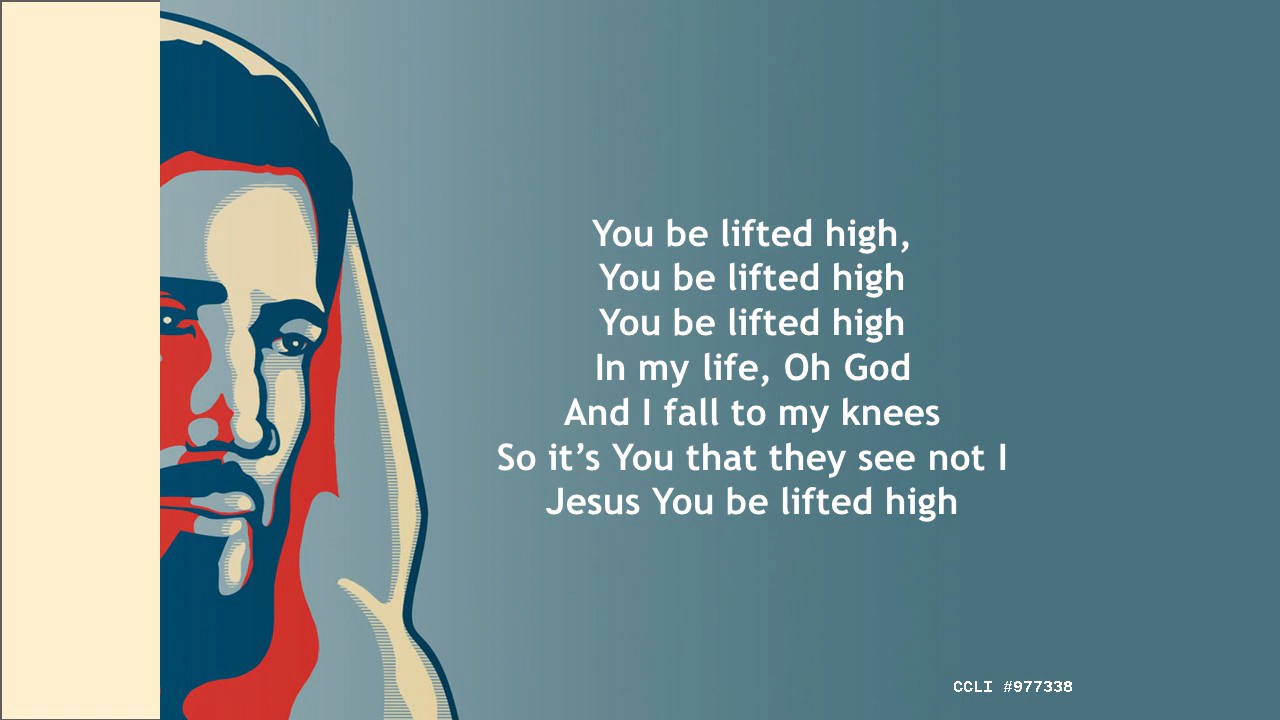 You be lifted high,
You be lifted high
You be lifted high
In my life, Oh God
And I fall to my knees
So it’s You that they see not I
Jesus You be lifted high
CCLI #977338